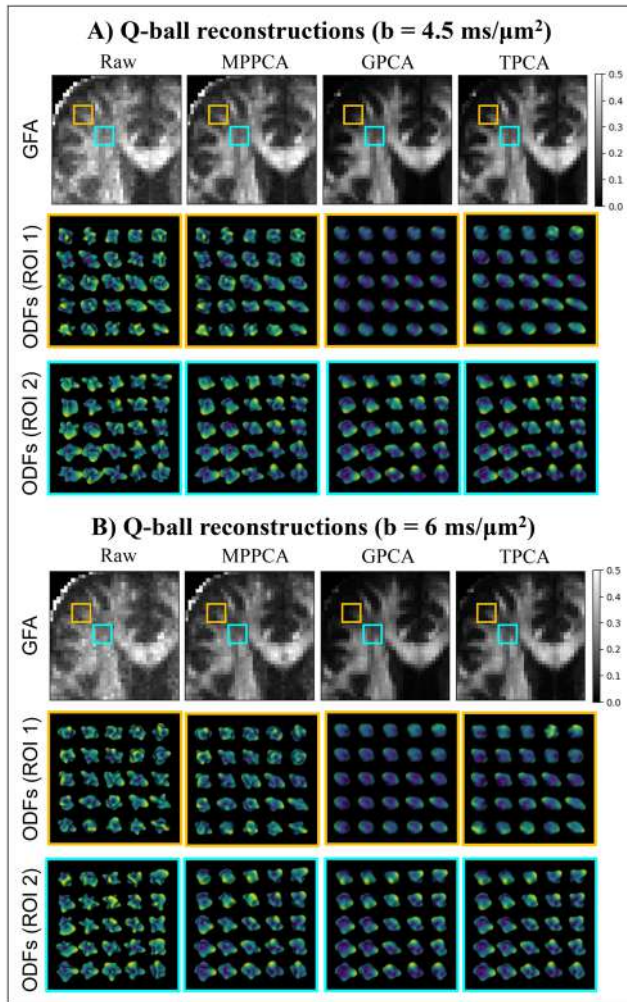 A) Q-ball reconstructions (b = 4.5 ms/μm²)
Raw MPPCA GPCA TPCA
GFA
0.5
0.4
0.3
0.2
0.1
0.0
ODFs (ROI 1)
ODFs (ROI 2)
B) Q-ball reconstructions (b = 6 ms/μm²)
Raw MPPCA GPCA TPCA
GFA
0.5
0.4
0.3
0.2
0.1
0.0
ODFs (ROI 1)
ODFs (ROI 2)